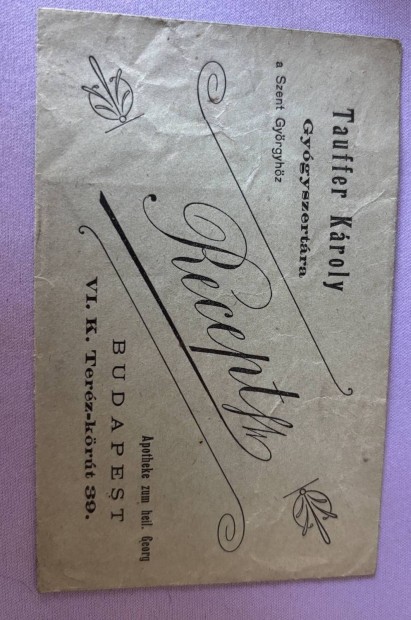 Tauffer Károly
Gyógyszertára
a Szent Györgyhöz
Recept
Apotheke zum heil. Georg
BUDAPEST
VI. K. Teréz-körút 39.